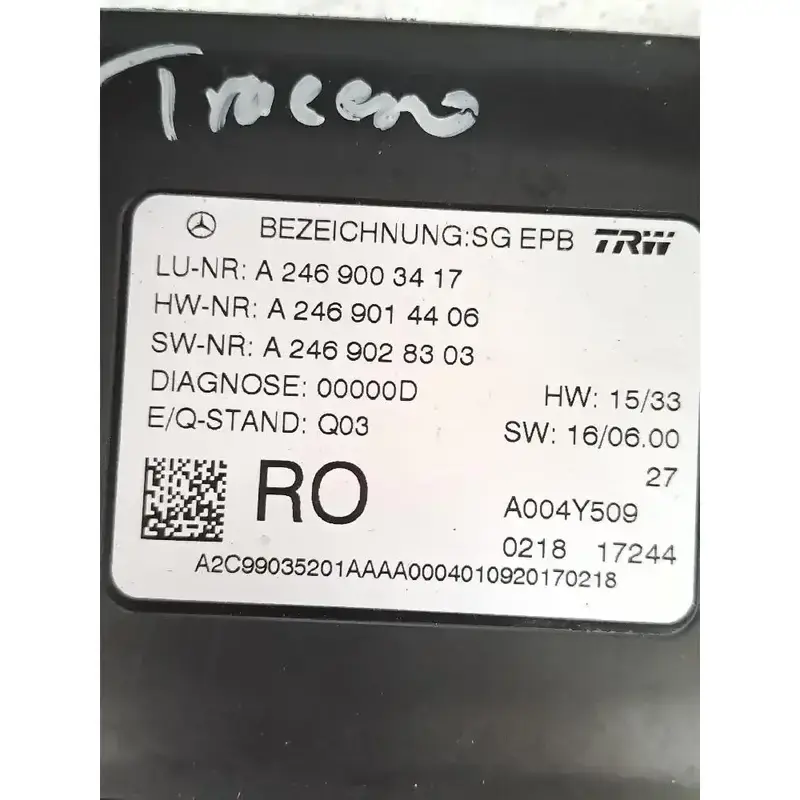 Tracero
BEZEICHNUNG:SG EPB TRW
LU-NR: A 246 900 34 17
HW-NR: A 246 901 44 06
SW-NR: A 246 902 83 03
DIAGNOSE: 00000D HW: 15/33
E/Q-STAND: Q03 SW: 16/06.00
27
RO A004Y509
0218 17244
A2C99035201AAAA0004010920170218